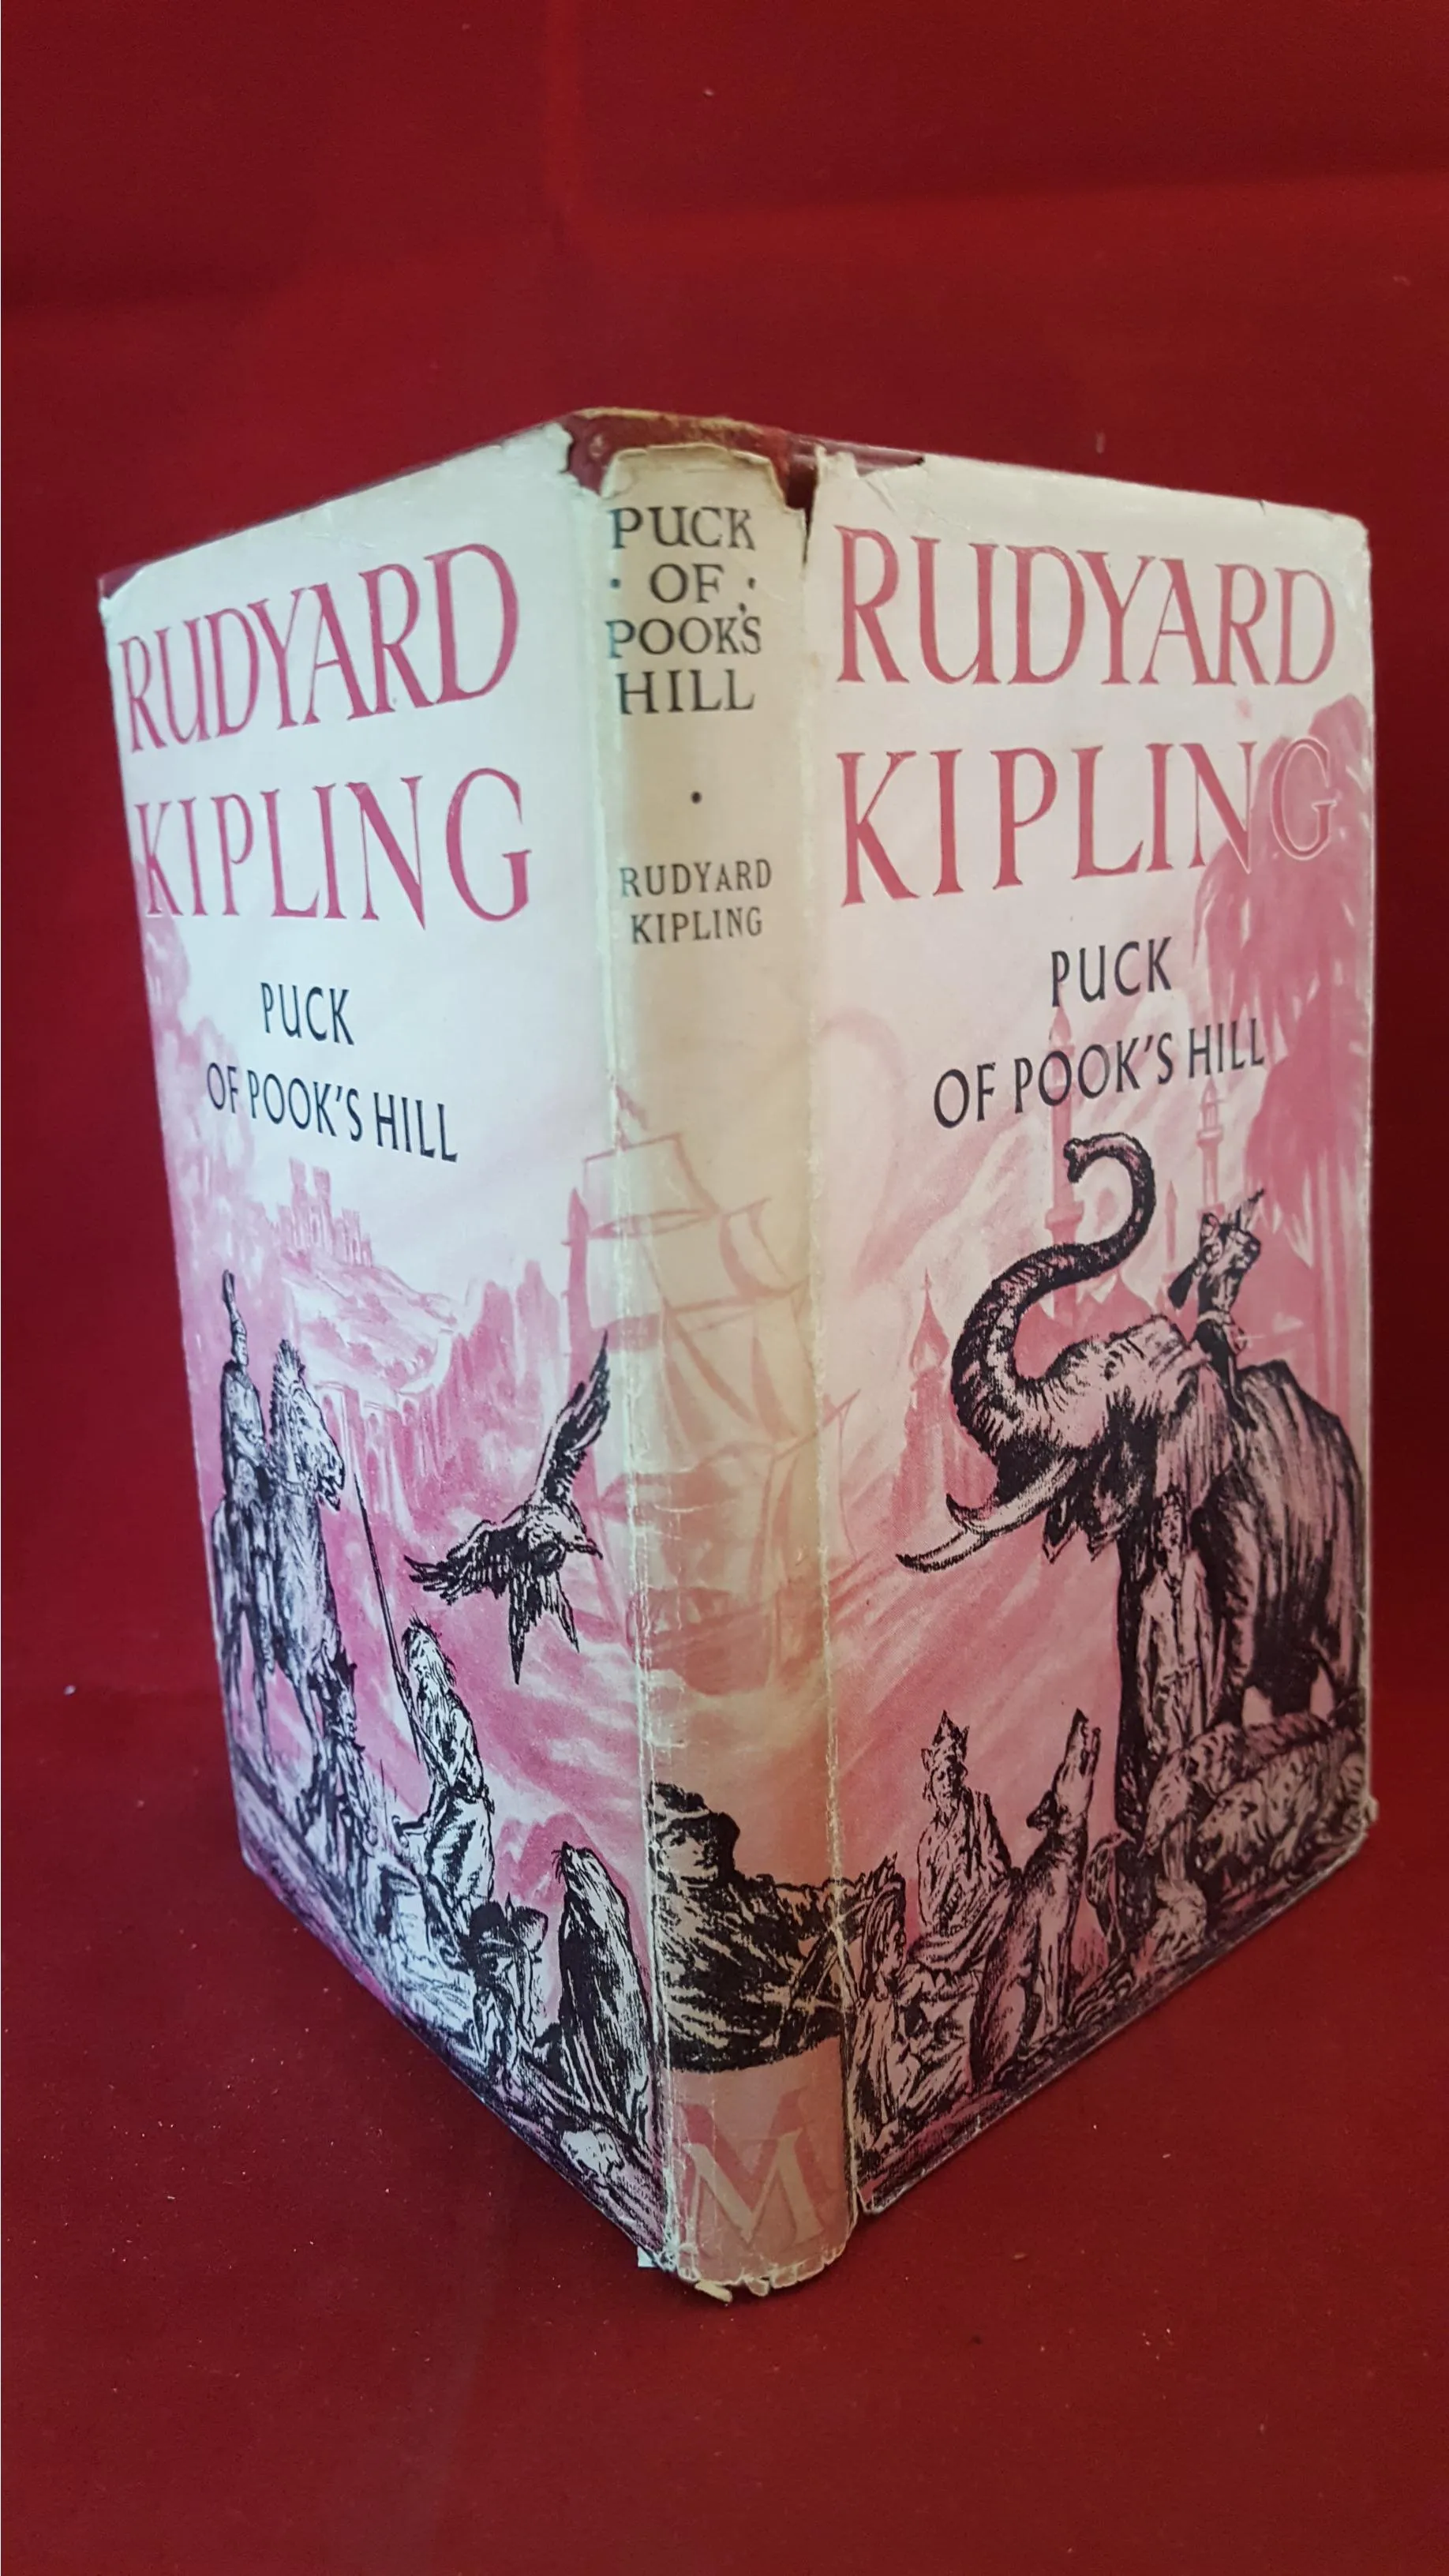 RUDYARD
KIPLING
PUCK
OF POOK'S HILL
PUCK
· OF ·
POOK'S
HILL
·
RUDYARD
KIPLING
M
RUDYARD
KIPLING
PUCK
OF POOK'S HILL